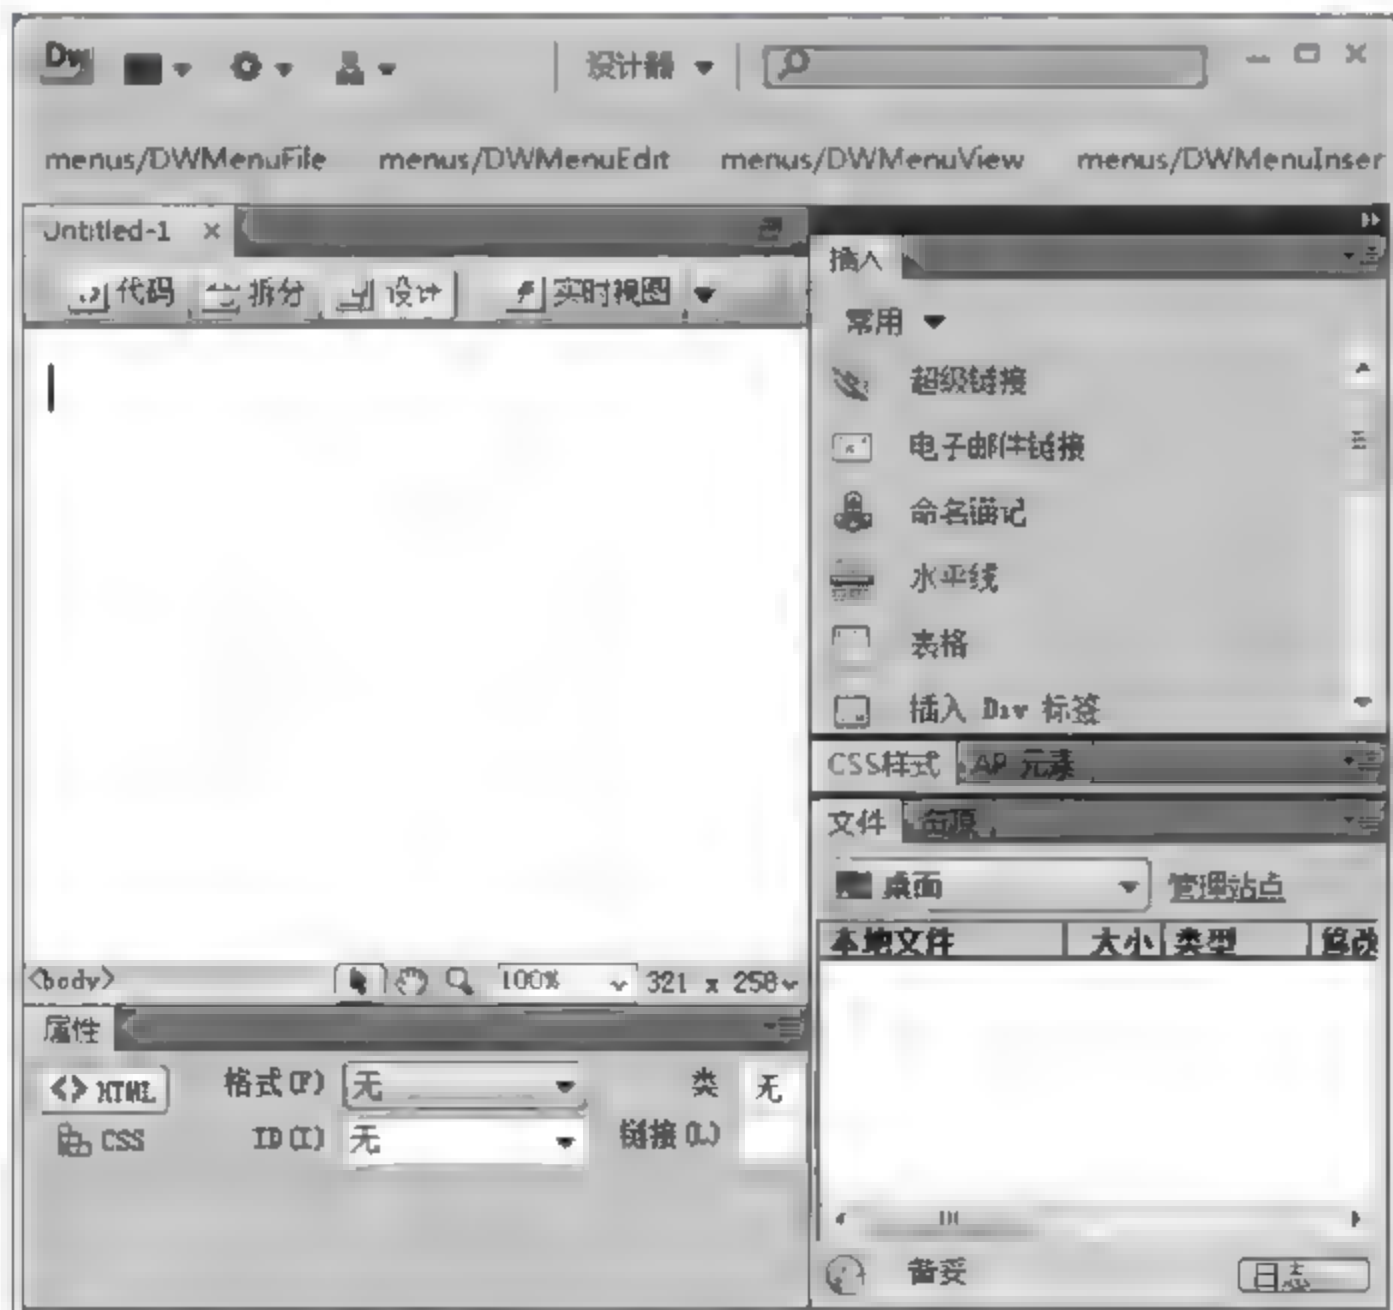 Dw 设计器
menus/DWMenuFile menus/DWMenuEdit menus/DWMenuView menus/DWMenuInser
Untitled-1 ×
代码 拆分 设计 实时视图
<body> 100% 321 x 258
属性
<> HTML 格式(F) 无 类 无
CSS ID(I) 无 链接(L)
插入
常用
超级链接
电子邮件链接
命名锚记
水平线
表格
插入 Div 标签
CSS样式 AP 元素
文件 资源
桌面 管理站点
本地文件 大小 类型 修改
备妥 日志